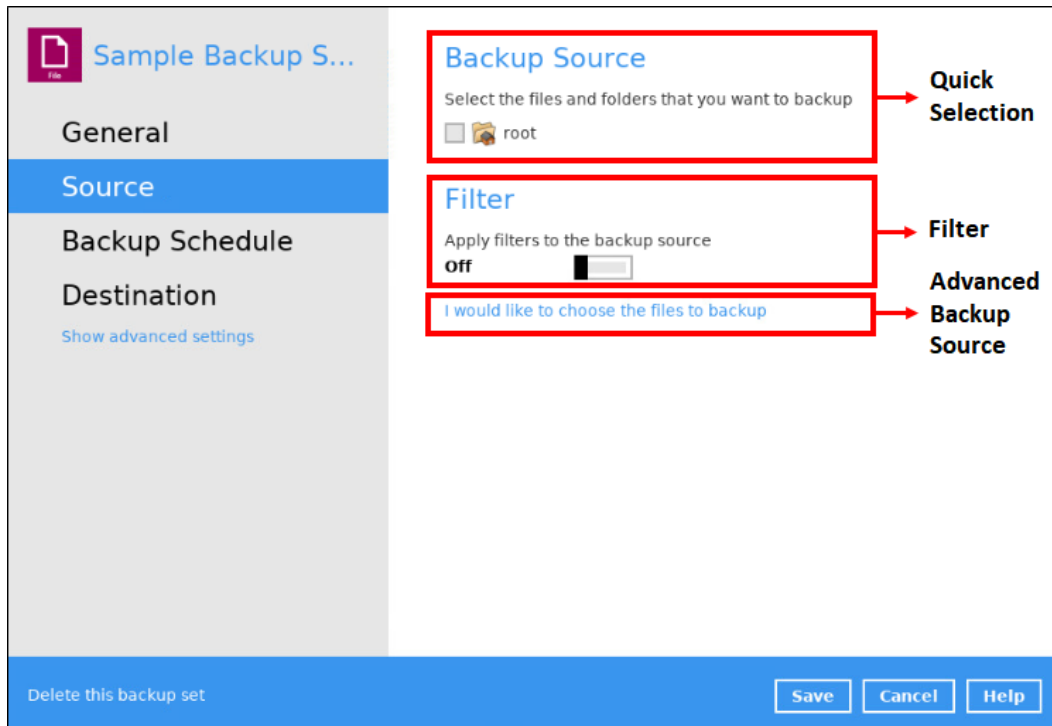 File
Sample Backup S...
General
Source
Backup Schedule
Destination
Show advanced settings
Backup Source
Select the files and folders that you want to backup
root
Filter
Apply filters to the backup source
Off
I would like to choose the files to backup
Quick
Selection
Filter
Advanced
Backup
Source
Delete this backup set
Save
Cancel
Help